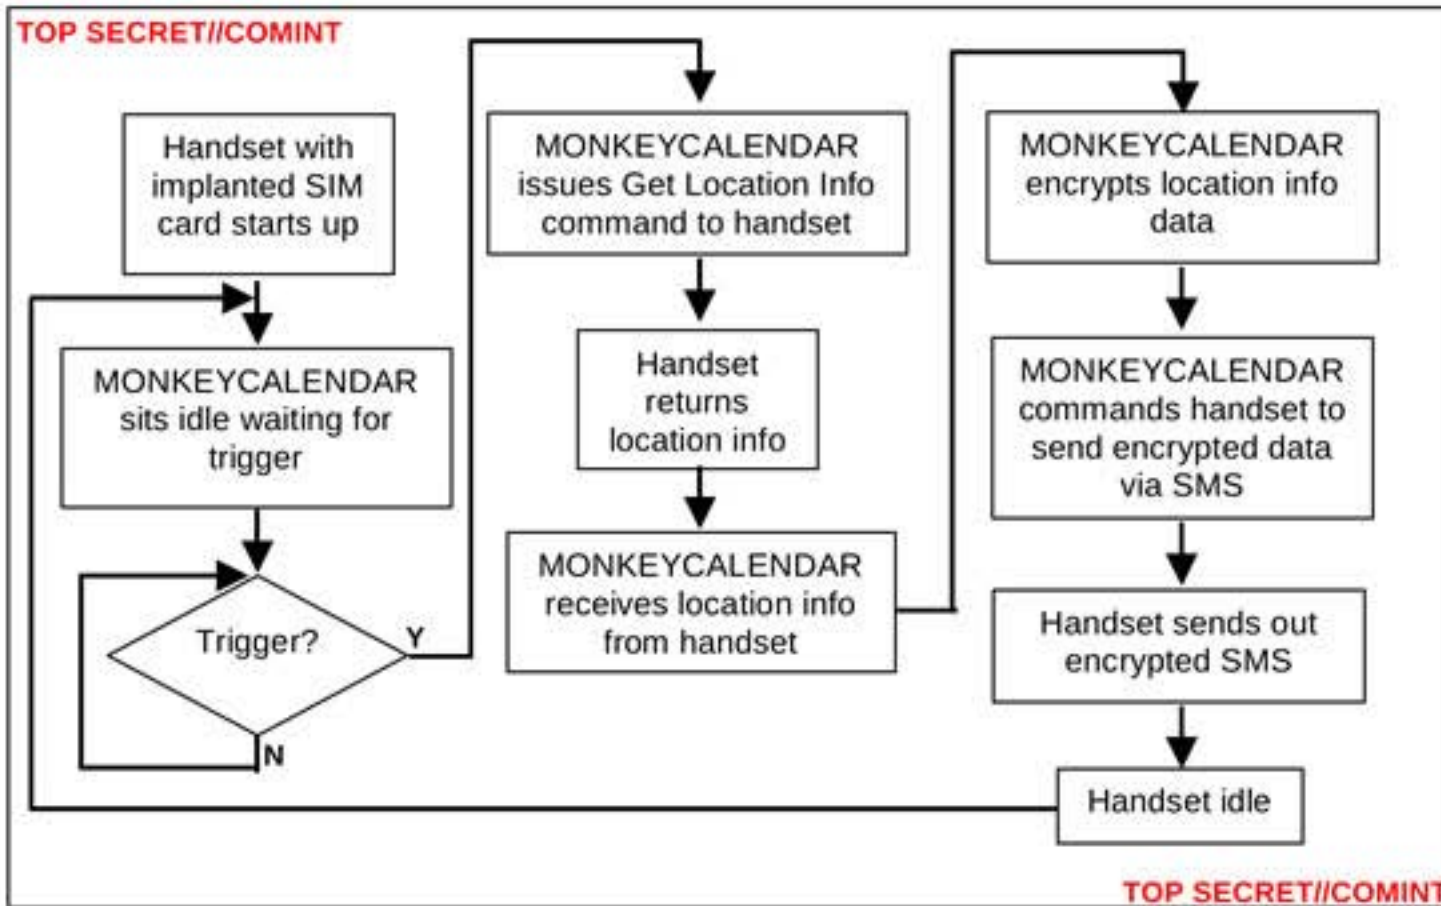 TOP SECRET//COMINT
Handset with
implanted SIM
card starts up
MONKEYCALENDAR
sits idle waiting for
trigger
Trigger?
Y
N
MONKEYCALENDAR
issues Get Location Info
command to handset
Handset
returns
location info
MONKEYCALENDAR
receives location info
from handset
MONKEYCALENDAR
encrypts location info
data
MONKEYCALENDAR
commands handset to
send encrypted data
via SMS
Handset sends out
encrypted SMS
Handset idle
TOP SECRET//COMINT